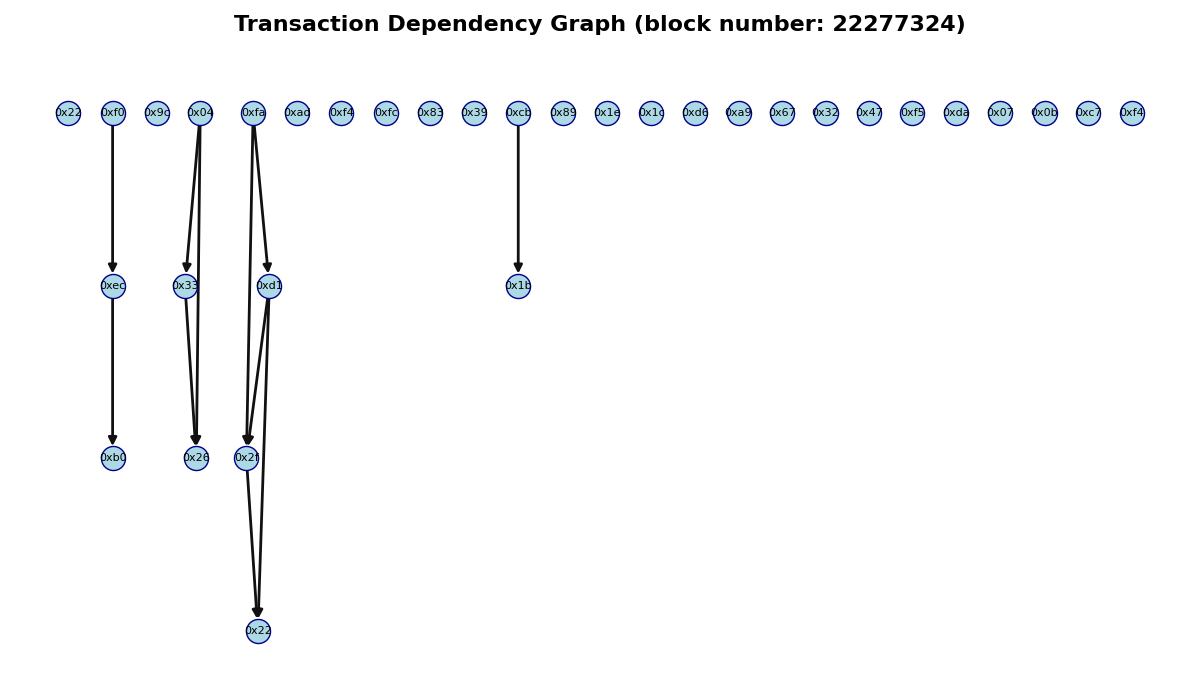 Transaction Dependency Graph (block number: 22277324)
0x22 0xf0 0x9c 0x04 0xfa 0xad 0xf4 0xfc 0x83 0x39 0xcb 0x89 0x1e 0x1c 0xd6 0xa9 0x67 0x32 0x47 0xf5 0xda 0x07 0x0b 0xc7 0xf4
0xec 0x33 0xd1 0x1b
0xb0 0x26 0x2f
0x22